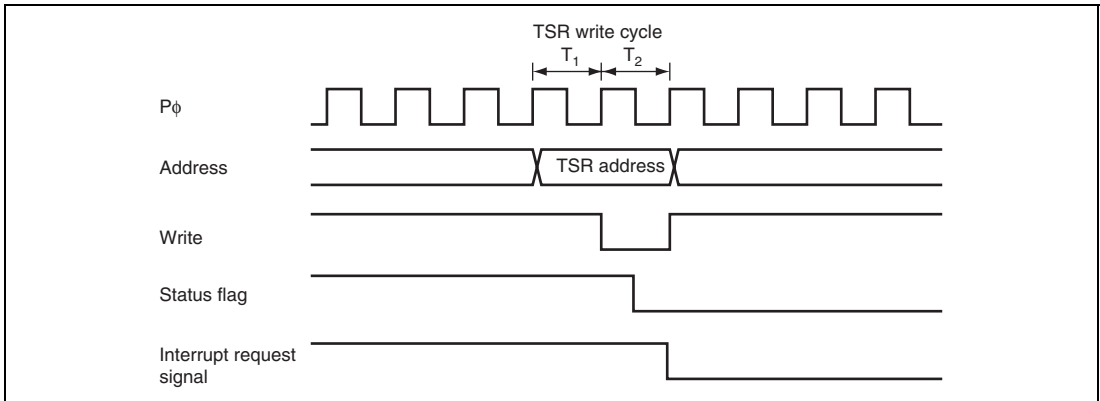 TSR write cycle
T1 T2
Pϕ
Address
TSR address
Write
Status flag
Interrupt request
signal